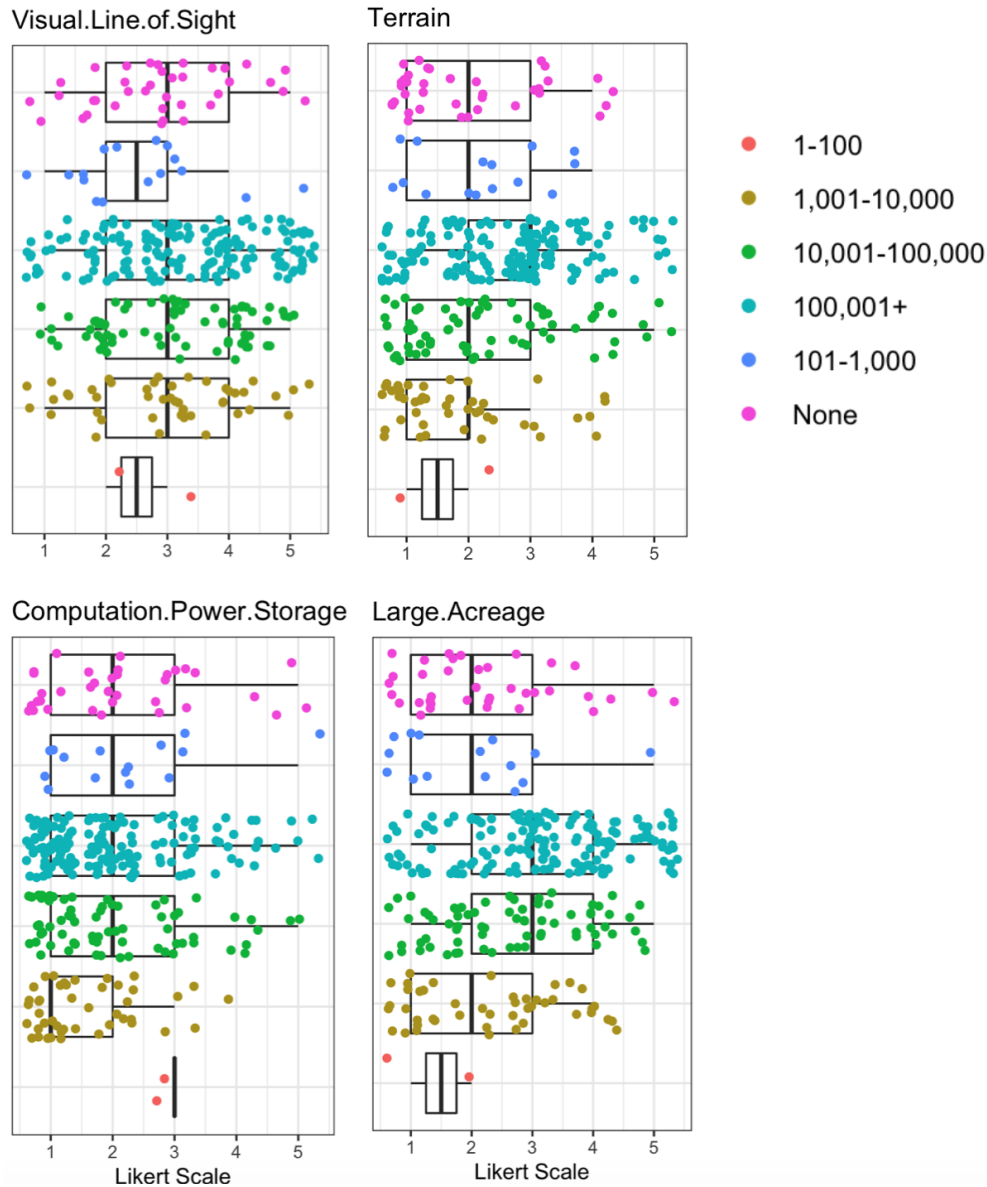 Visual.Line.of.Sight
Terrain
1-100
1,001-10,000
10,001-100,000
100,001+
101-1,000
None
1 2 3 4 5
1 2 3 4 5
Computation.Power.Storage
Large.Acreage
1 2 3 4 5
Likert Scale
1 2 3 4 5
Likert Scale